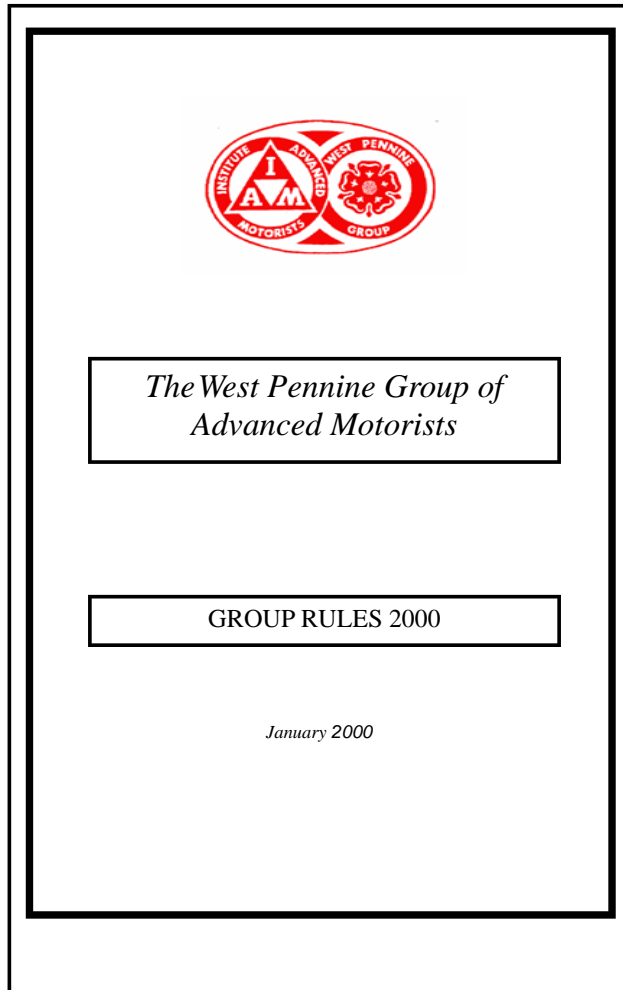 INSTITUTE ADVANCED
MOTORISTS
I
A M
WEST PENNINE
GROUP
The West Pennine Group of
Advanced Motorists
GROUP RULES 2000
January 2000